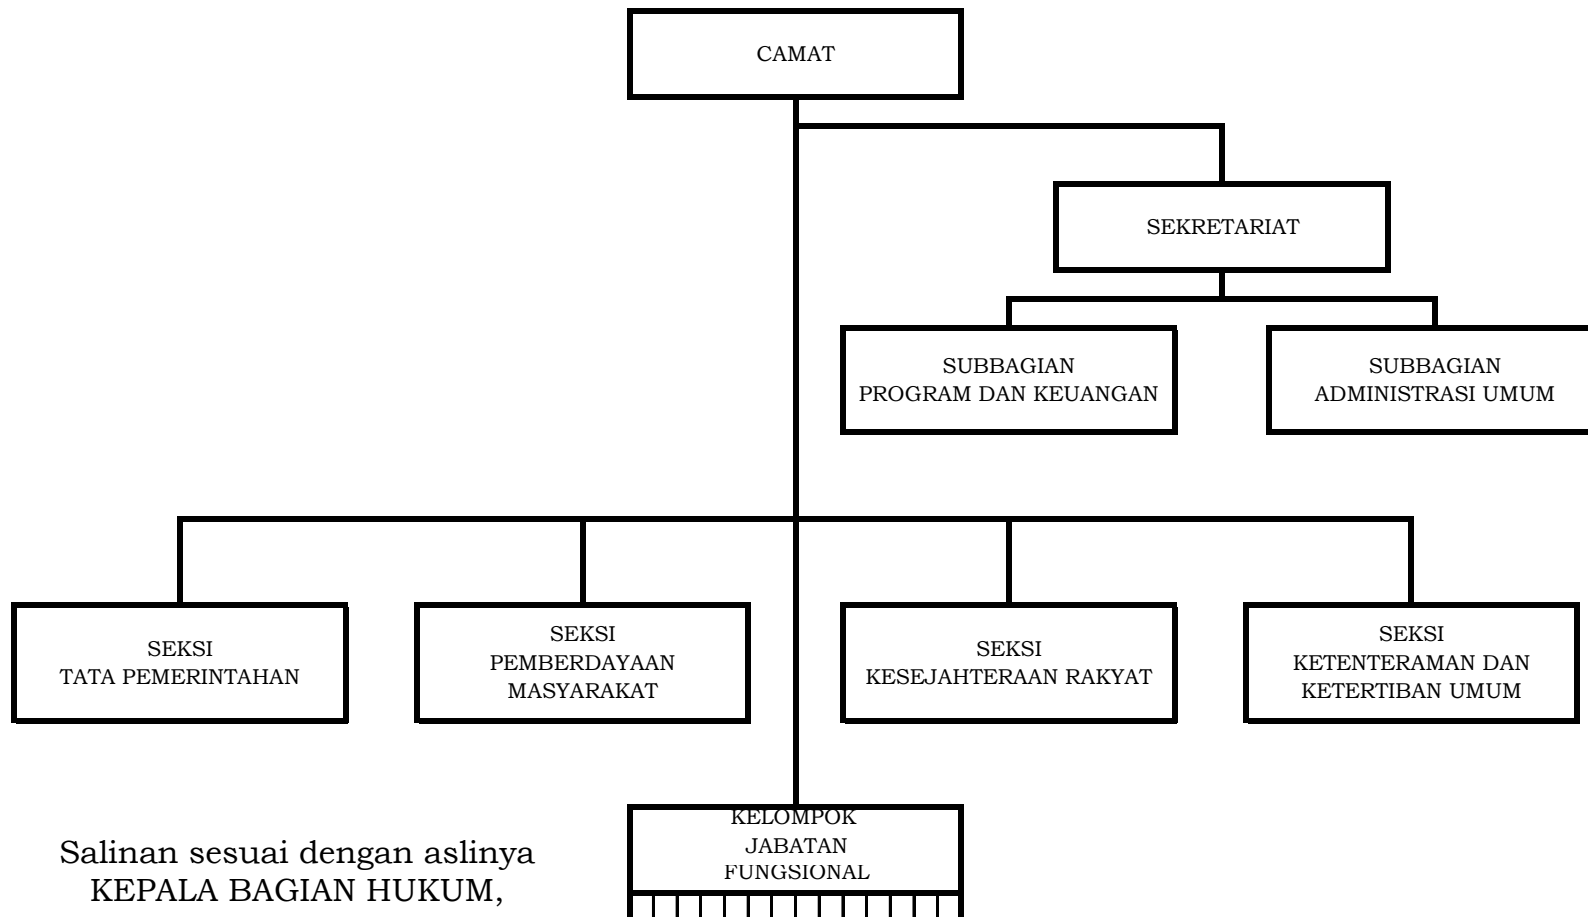 CAMAT
SEKRETARIAT
SUBBAGIAN
PROGRAM DAN KEUANGAN
SUBBAGIAN
ADMINISTRASI UMUM
SEKSI
TATA PEMERINTAHAN
SEKSI
PEMBERDAYAAN
MASYARAKAT
SEKSI
KESEJAHTERAAN RAKYAT
SEKSI
KETENTERAMAN DAN
KETERTIBAN UMUM
KELOMPOK
JABATAN
FUNGSIONAL
Salinan sesuai dengan aslinya
KEPALA BAGIAN HUKUM,